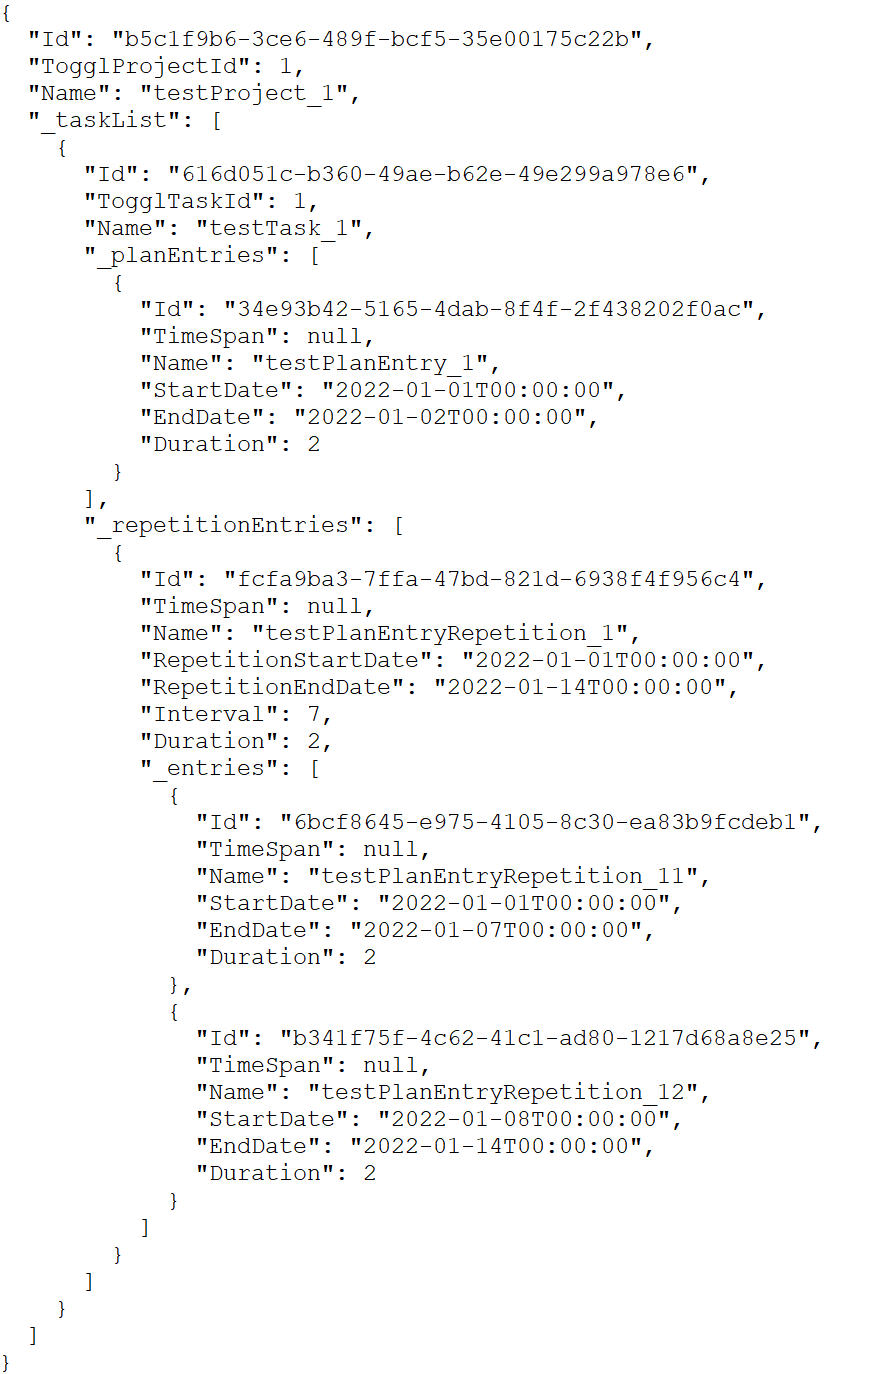 {
  "Id": "b5c1f9b6-3ce6-489f-bcf5-35e00175c22b",
  "TogglProjectId": 1,
  "Name": "testProject_1",
  "_taskList": [
    {
      "Id": "616d051c-b360-49ae-b62e-49e299a978e6",
      "TogglTaskId": 1,
      "Name": "testTask_1",
      "_planEntries": [
        {
          "Id": "34e93b42-5165-4dab-8f4f-2f438202f0ac",
          "TimeSpan": null,
          "Name": "testPlanEntry_1",
          "StartDate": "2022-01-01T00:00:00",
          "EndDate": "2022-01-02T00:00:00",
          "Duration": 2
        }
      ],
      "_repetitionEntries": [
        {
          "Id": "fcfa9ba3-7ffa-47bd-821d-6938f4f956c4",
          "TimeSpan": null,
          "Name": "testPlanEntryRepetition_1",
          "RepetitionStartDate": "2022-01-01T00:00:00",
          "RepetitionEndDate": "2022-01-14T00:00:00",
          "Interval": 7,
          "Duration": 2,
          "_entries": [
            {
              "Id": "6bcf8645-e975-4105-8c30-ea83b9fcdeb1",
              "TimeSpan": null,
              "Name": "testPlanEntryRepetition_11",
              "StartDate": "2022-01-01T00:00:00",
              "EndDate": "2022-01-07T00:00:00",
              "Duration": 2
            },
            {
              "Id": "b341f75f-4c62-41c1-ad80-1217d68a8e25",
              "TimeSpan": null,
              "Name": "testPlanEntryRepetition_12",
              "StartDate": "2022-01-08T00:00:00",
              "EndDate": "2022-01-14T00:00:00",
              "Duration": 2
            }
          ]
        }
      ]
    }
  ]
}